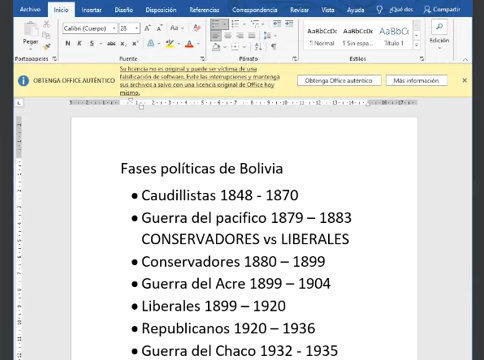 Archivo Inicio Insertar Diseño Disposición Referencias Correspondencia Revisar Vista Ayuda ¿Qué des Compartir
Pegar
Calibri (Cuerpo) 28
N K S abc
AaBbCcDc AaBbCcDc AaBbCc
1 Normal 1 Sin espa... Título 1
Edición
Portapapeles Fuente Párrafo Estilos
OBTENGA OFFICE AUTÉNTICO
Su licencia no es original y puede ser víctima de una
falsificación de software. Evite las interrupciones y mantenga
sus archivos a salvo con una licencia original de Office hoy
mismo.
Obtenga Office auténtico
Más información
Fases políticas de Bolivia
• Caudillistas 1848 - 1870
• Guerra del pacifico 1879 – 1883
CONSERVADORES vs LIBERALES
• Conservadores 1880 – 1899
• Guerra del Acre 1899 – 1904
• Liberales 1899 – 1920
• Republicanos 1920 – 1936
• Guerra del Chaco 1932 - 1935